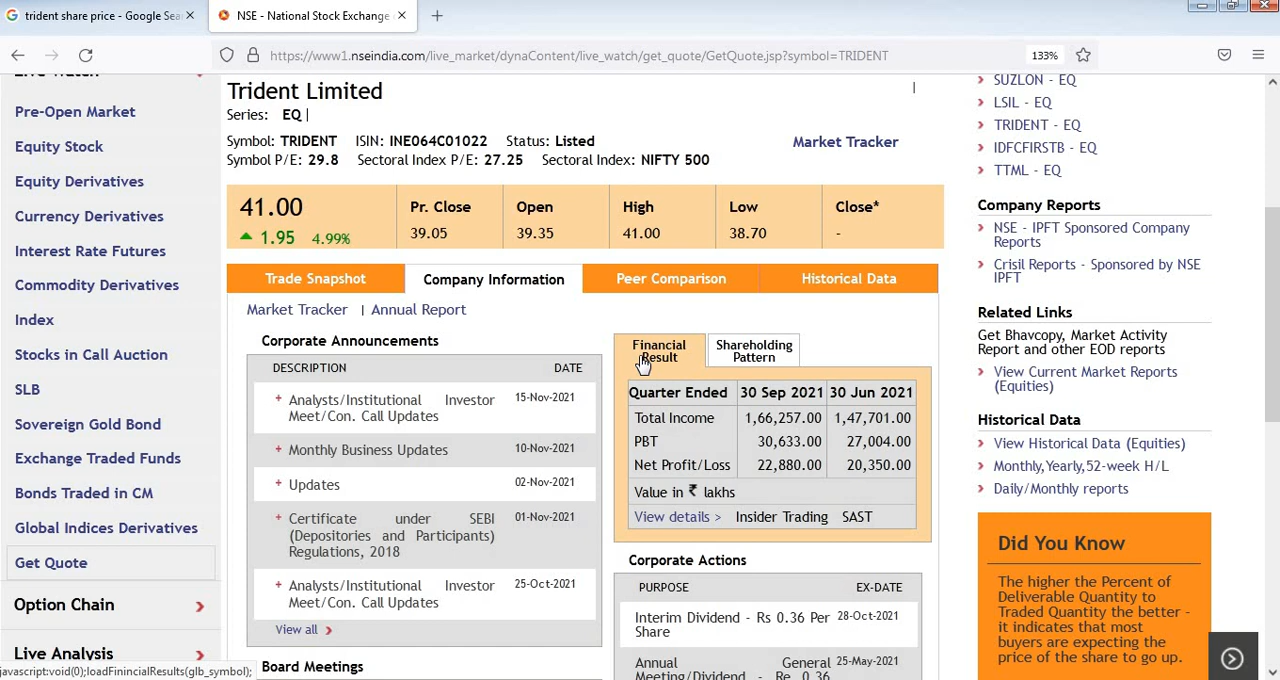 trident share price - Google Sea
NSE - National Stock Exchange
https://www1.nseindia.com/live_market/dynaContent/live_watch/get_quote/GetQuote.jsp?symbol=TRIDENT
133%
Pre-Open Market
Equity Stock
Equity Derivatives
Currency Derivatives
Interest Rate Futures
Commodity Derivatives
Index
Stocks in Call Auction
SLB
Sovereign Gold Bond
Exchange Traded Funds
Bonds Traded in CM
Global Indices Derivatives
Get Quote
Option Chain
Live Analysis
javascript:void(0);loadFinincialResults(glb_symbol);
Trident Limited
Series: EQ |
Symbol: TRIDENT ISIN: INE064C01022 Status: Listed
Symbol P/E: 29.8 Sectoral Index P/E: 27.25 Sectoral Index: NIFTY 500
Market Tracker
41.00 Pr. Close Open High Low Close*
1.95 4.99% 39.05 39.35 41.00 38.70 -
Trade Snapshot Company Information Peer Comparison Historical Data
Market Tracker | Annual Report
Corporate Announcements
DESCRIPTION DATE
Analysts/Institutional Investor 15-Nov-2021
Meet/Con. Call Updates
Monthly Business Updates 10-Nov-2021
Updates 02-Nov-2021
Certificate under SEBI 01-Nov-2021
(Depositories and Participants)
Regulations, 2018
Analysts/Institutional Investor 25-Oct-2021
Meet/Con. Call Updates
View all
Board Meetings
Financial
Result
Shareholding
Pattern
Quarter Ended 30 Sep 2021 30 Jun 2021
Total Income 1,66,257.00 1,47,701.00
PBT 30,633.00 27,004.00
Net Profit/Loss 22,880.00 20,350.00
Value in ₹ lakhs
View details > Insider Trading SAST
Corporate Actions
PURPOSE EX-DATE
Interim Dividend - Rs 0.36 Per 28-Oct-2021
Share
Annual General 25-May-2021
Meeting/Dividend - Re 0.36
SUZLON - EQ
LSIL - EQ
TRIDENT - EQ
IDFCFIRSTB - EQ
TTML - EQ
Company Reports
NSE - IPFT Sponsored Company
Reports
Crisil Reports - Sponsored by NSE
IPFT
Related Links
Get Bhavcopy, Market Activity
Report and other EOD reports
View Current Market Reports
(Equities)
Historical Data
View Historical Data (Equities)
Monthly,Yearly,52-week H/L
Daily/Monthly reports
Did You Know
The higher the Percent of
Deliverable Quantity to
Traded Quantity the better -
it indicates that most
buyers are expecting the
price of the share to go up.